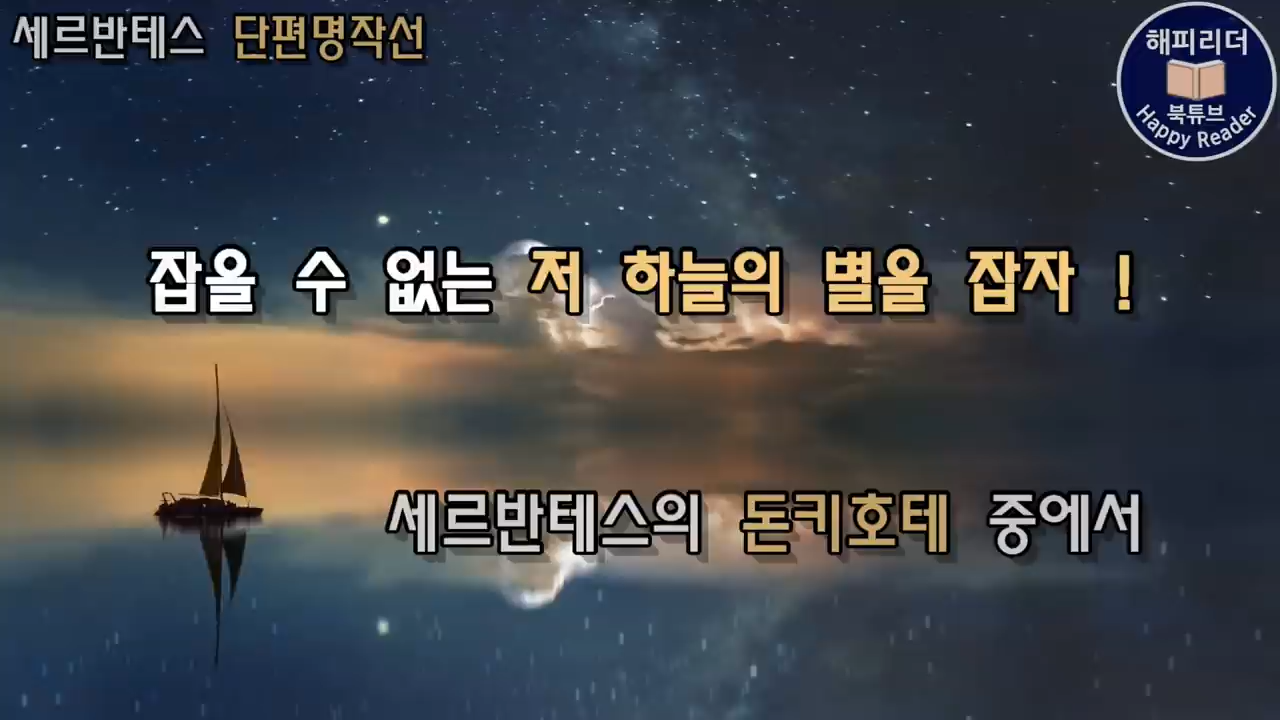 세르반테스 단편명작선
해피리더
북튜브
Happy Reader
잡을 수 없는 저 하늘의 별을 잡자 !
세르반테스의 돈키호테 중에서